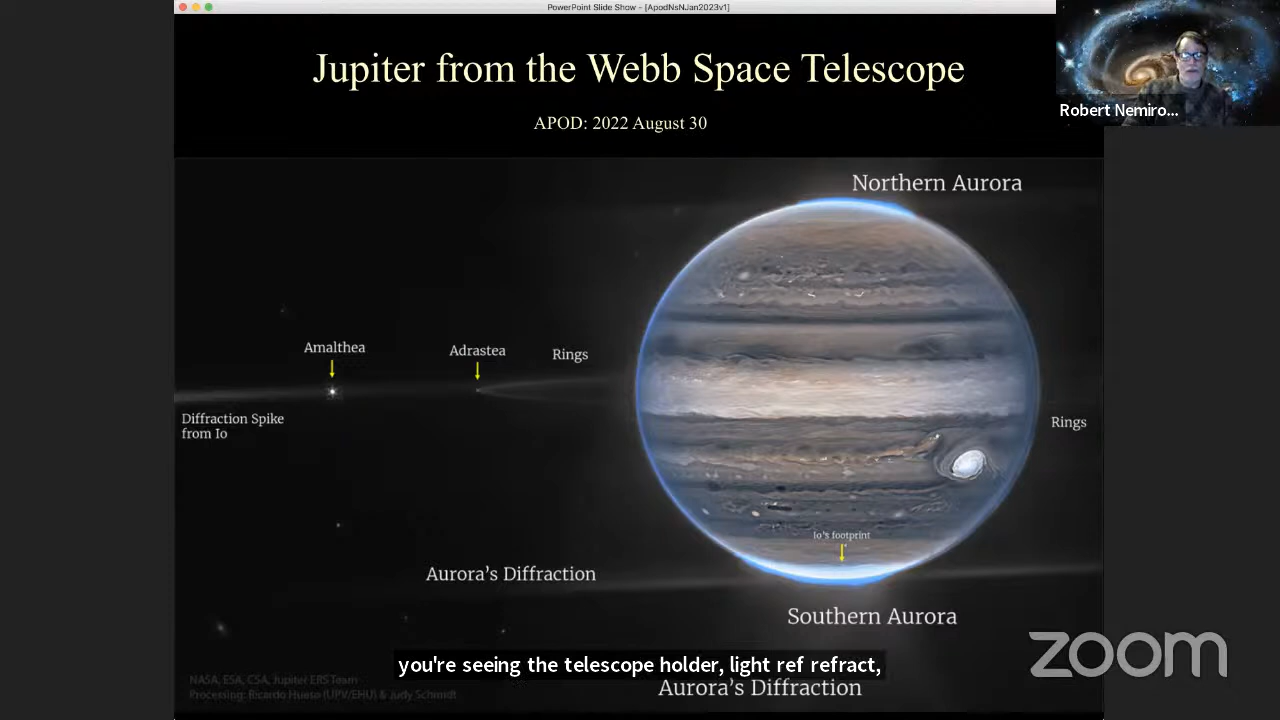 PowerPoint Slide Show - [ApodNsNJan2023v1]
Jupiter from the Webb Space Telescope
APOD: 2022 August 30
Robert Nemiro...
Northern Aurora
Amalthea
Adrastea
Rings
Diffraction Spike
from Io
Rings
Io's footprint
Aurora's Diffraction
Southern Aurora
you're seeing the telescope holder, light ref refract,
zoom
NASA, ESA, CSA, Jupiter ERS Team
Processing: Ricardo Hueso (UPV/EHU) & Judy Schmidt
Aurora's Diffraction